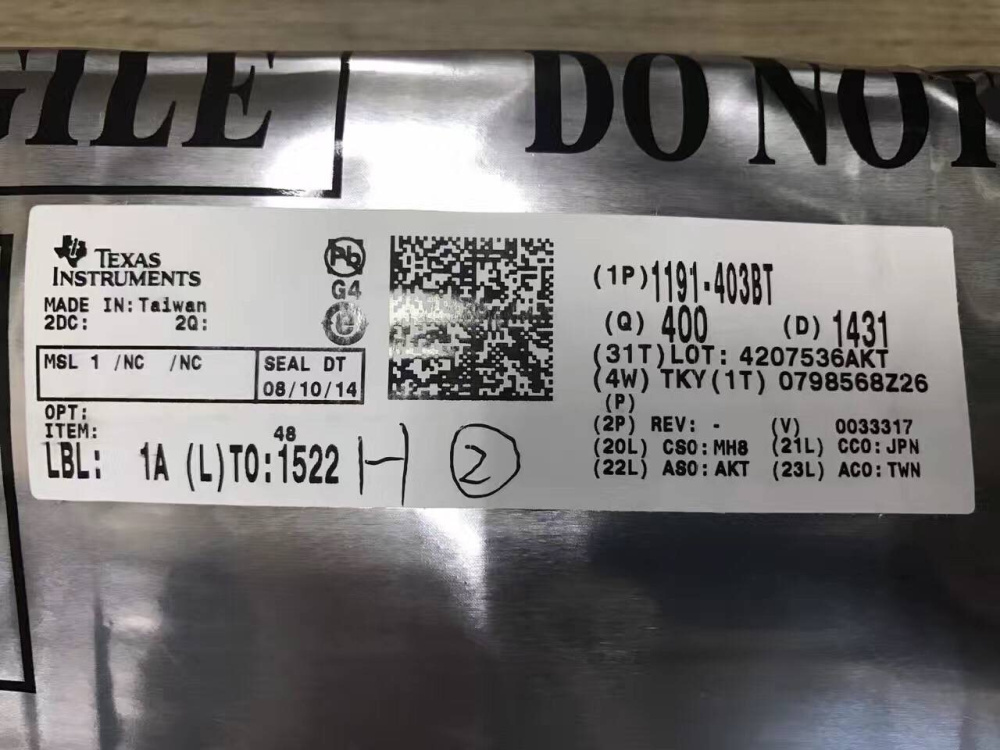 GILE
DO NOT
TEXAS
INSTRUMENTS
MADE IN: Taiwan
2DC: 2Q:
MSL 1 /NC /NC
SEAL DT
08/10/14
OPT:
ITEM:
48
LBL: 1A (L)TO:1522
H
2
Pb
G4
e
(1P)1191-403BT
(Q) 400 (D) 1431
(31T)LOT: 4207536AKT
(4W) TKY(1T) 0798568Z26
(P)
(2P) REV: - (V) 0033317
(20L) CSO:MH8 (21L) CCO:JPN
(22L) ASO:AKT (23L) ACO:TWN